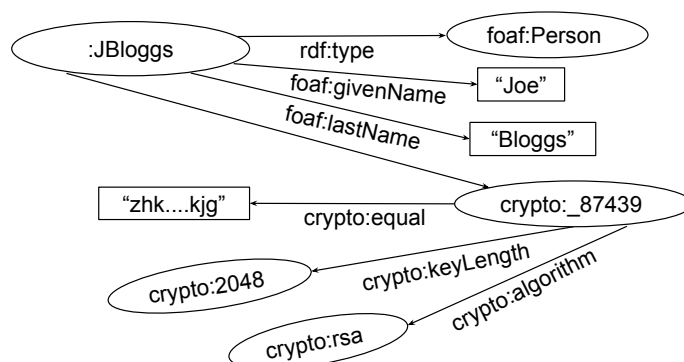 :JBloggs
rdf:type
foaf:Person
foaf:givenName
“Joe”
foaf:lastName
“Bloggs”
“zhk....kjg”
crypto:equal
crypto:_87439
crypto:2048
crypto:keyLength
crypto:algorithm
crypto:rsa